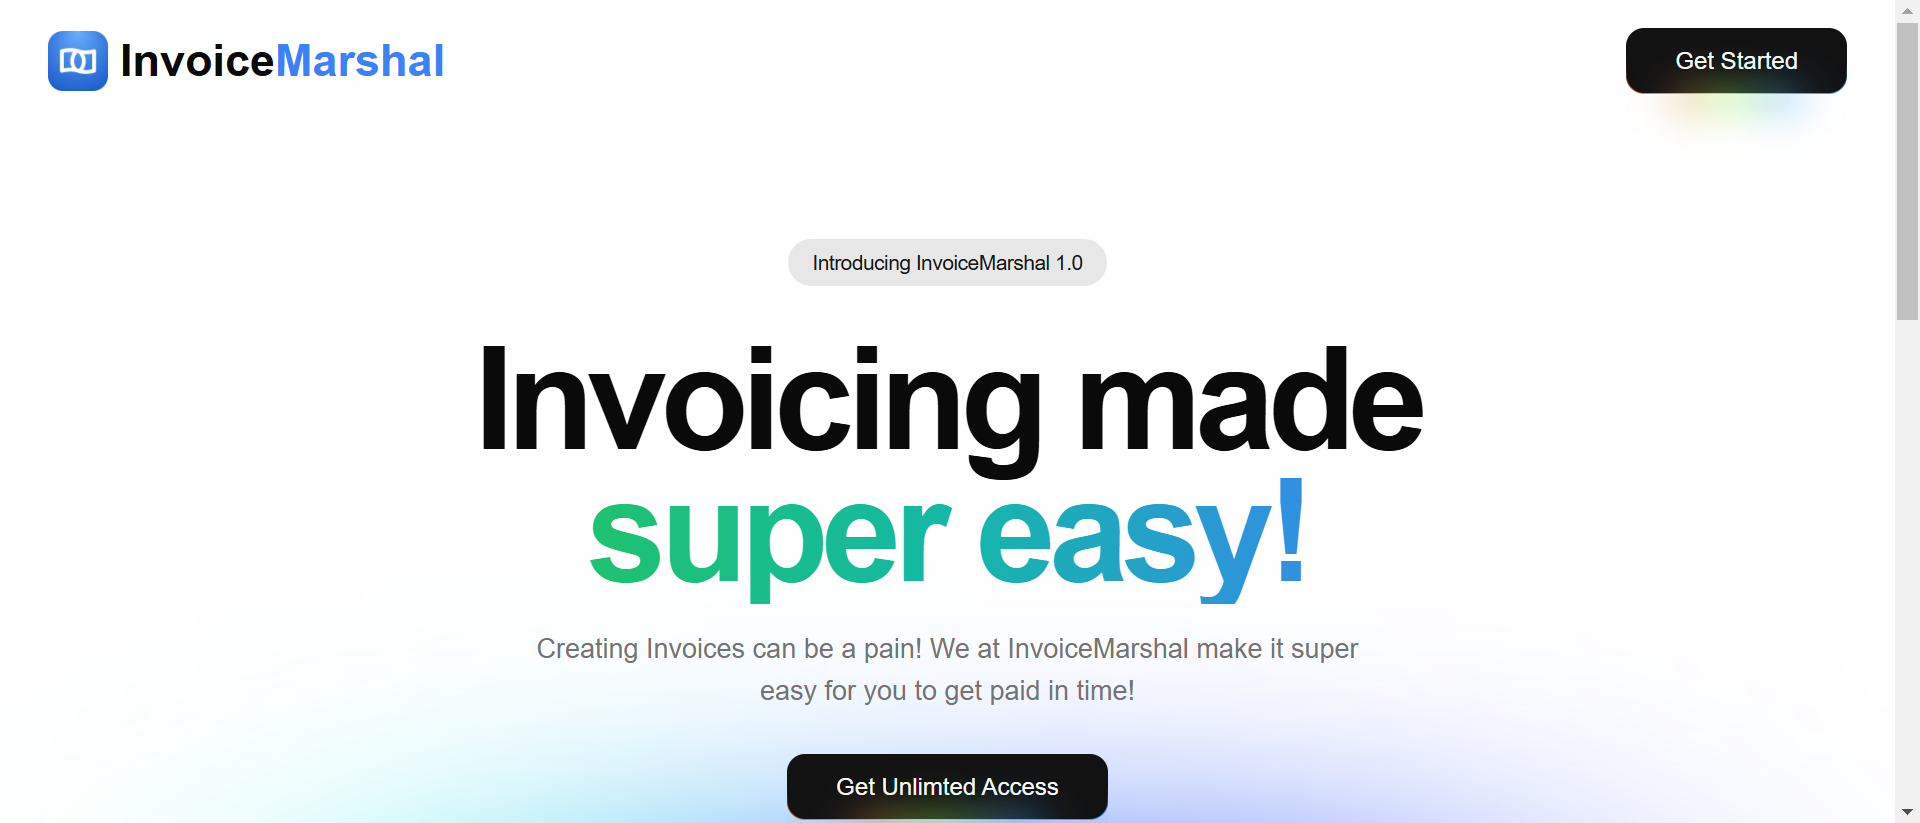 InvoiceMarshal
Get Started
Introducing InvoiceMarshal 1.0
Invoicing made
super easy!
Creating Invoices can be a pain! We at InvoiceMarshal make it super
easy for you to get paid in time!
Get Unlimted Access